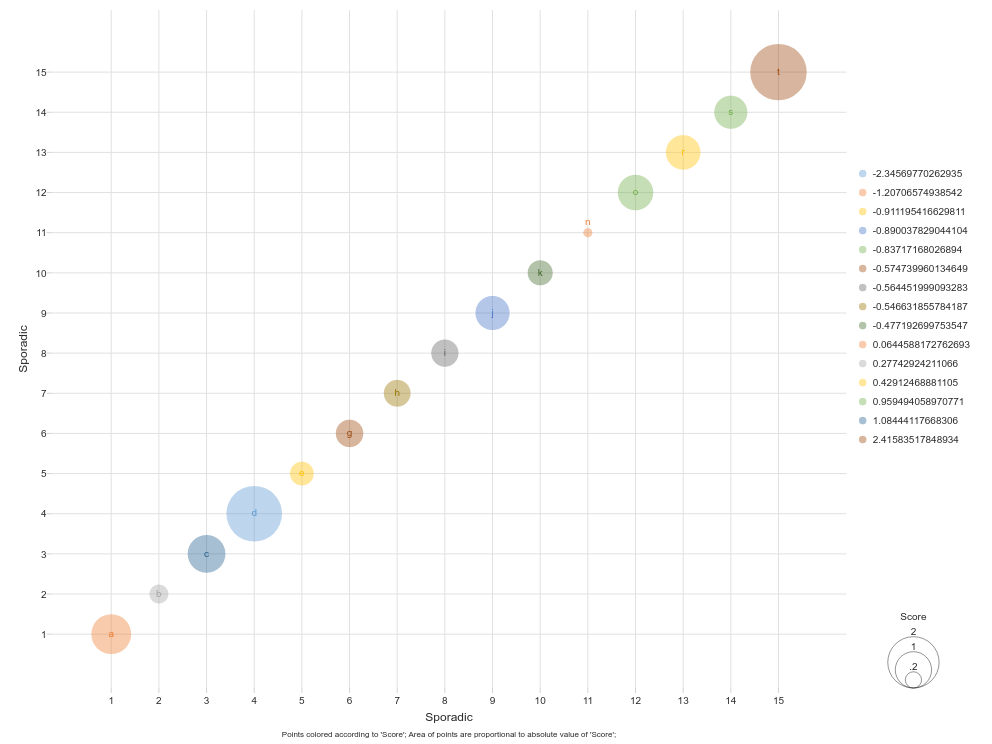 15
14
13
12
11
10
9
8
7
6
5
4
3
2
1
Sporadic
t
s
r
o
n
k
j
i
h
g
e
d
c
b
a
1 2 3 4 5 6 7 8 9 10 11 12 13 14 15
Sporadic
Points colored according to 'Score'; Area of points are proportional to absolute value of 'Score';
-2.34569770262935
-1.20706574938542
-0.911195416629811
-0.890037829044104
-0.83717168026894
-0.574739960134649
-0.564451999093283
-0.546631855784187
-0.477192699753547
0.0644588172762693
0.27742924211066
0.42912468881105
0.959494058970771
1.08444117668306
2.41583517848934
Score
2
1
.2